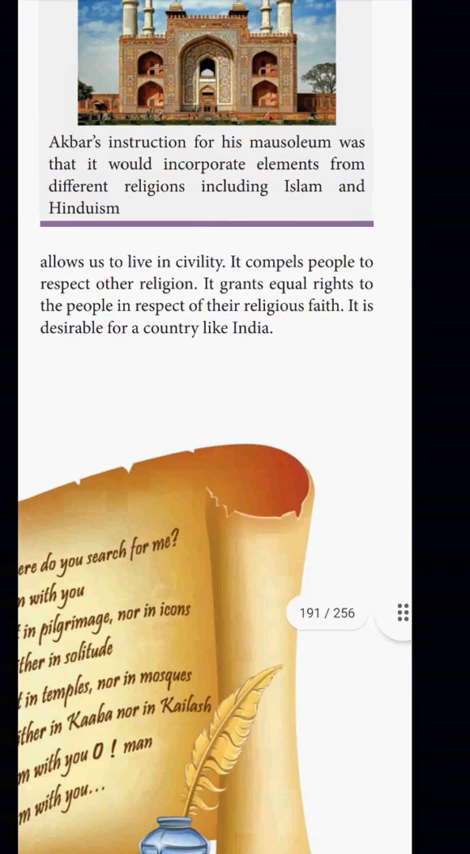 Akbar’s instruction for his mausoleum was
that it would incorporate elements from
different religions including Islam and
Hinduism
allows us to live in civility. It compels people to
respect other religion. It grants equal rights to
the people in respect of their religious faith. It is
desirable for a country like India.
ere do you search for me?
with you
in pilgrimage, nor in icons
ther in solitude
in temples, nor in mosques
ither in Kaaba nor in Kailash
m with you O ! man
m with you...
191 / 256